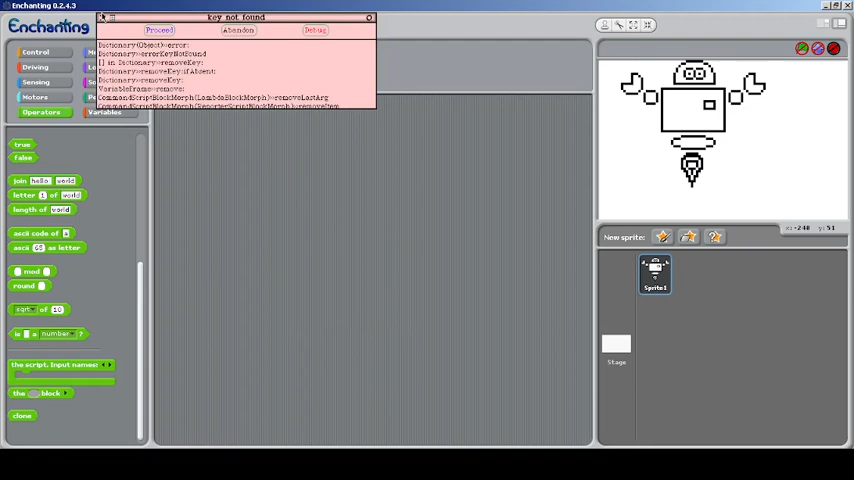 Enchanting 0.2.4.3
Enchanting
key not found
Proceed
Abandon
Debug
Dictionary(Object)>>error:
Dictionary>>errorKeyNotFound
[] in Dictionary>>removeKey:
Dictionary>>removeKey:ifAbsent:
Dictionary>>removeKey:
VariableFrame>>remove:
CommandScriptBlockMorph(LambdaBlockMorph)>>removeLastArg
CommandScriptBlockMorph(ReporterScriptBlockMorph)>>removeItem
Control
Driving
Sensing
Motors
Operators
Variables
true
false
join hello world
letter 1 of world
length of world
ascii code of a
ascii 65 as letter
mod
round
sqrt of 10
is a number ?
the script. Input names:
the block
clone
x: -248 y: 51
New sprite:
Sprite1
Stage